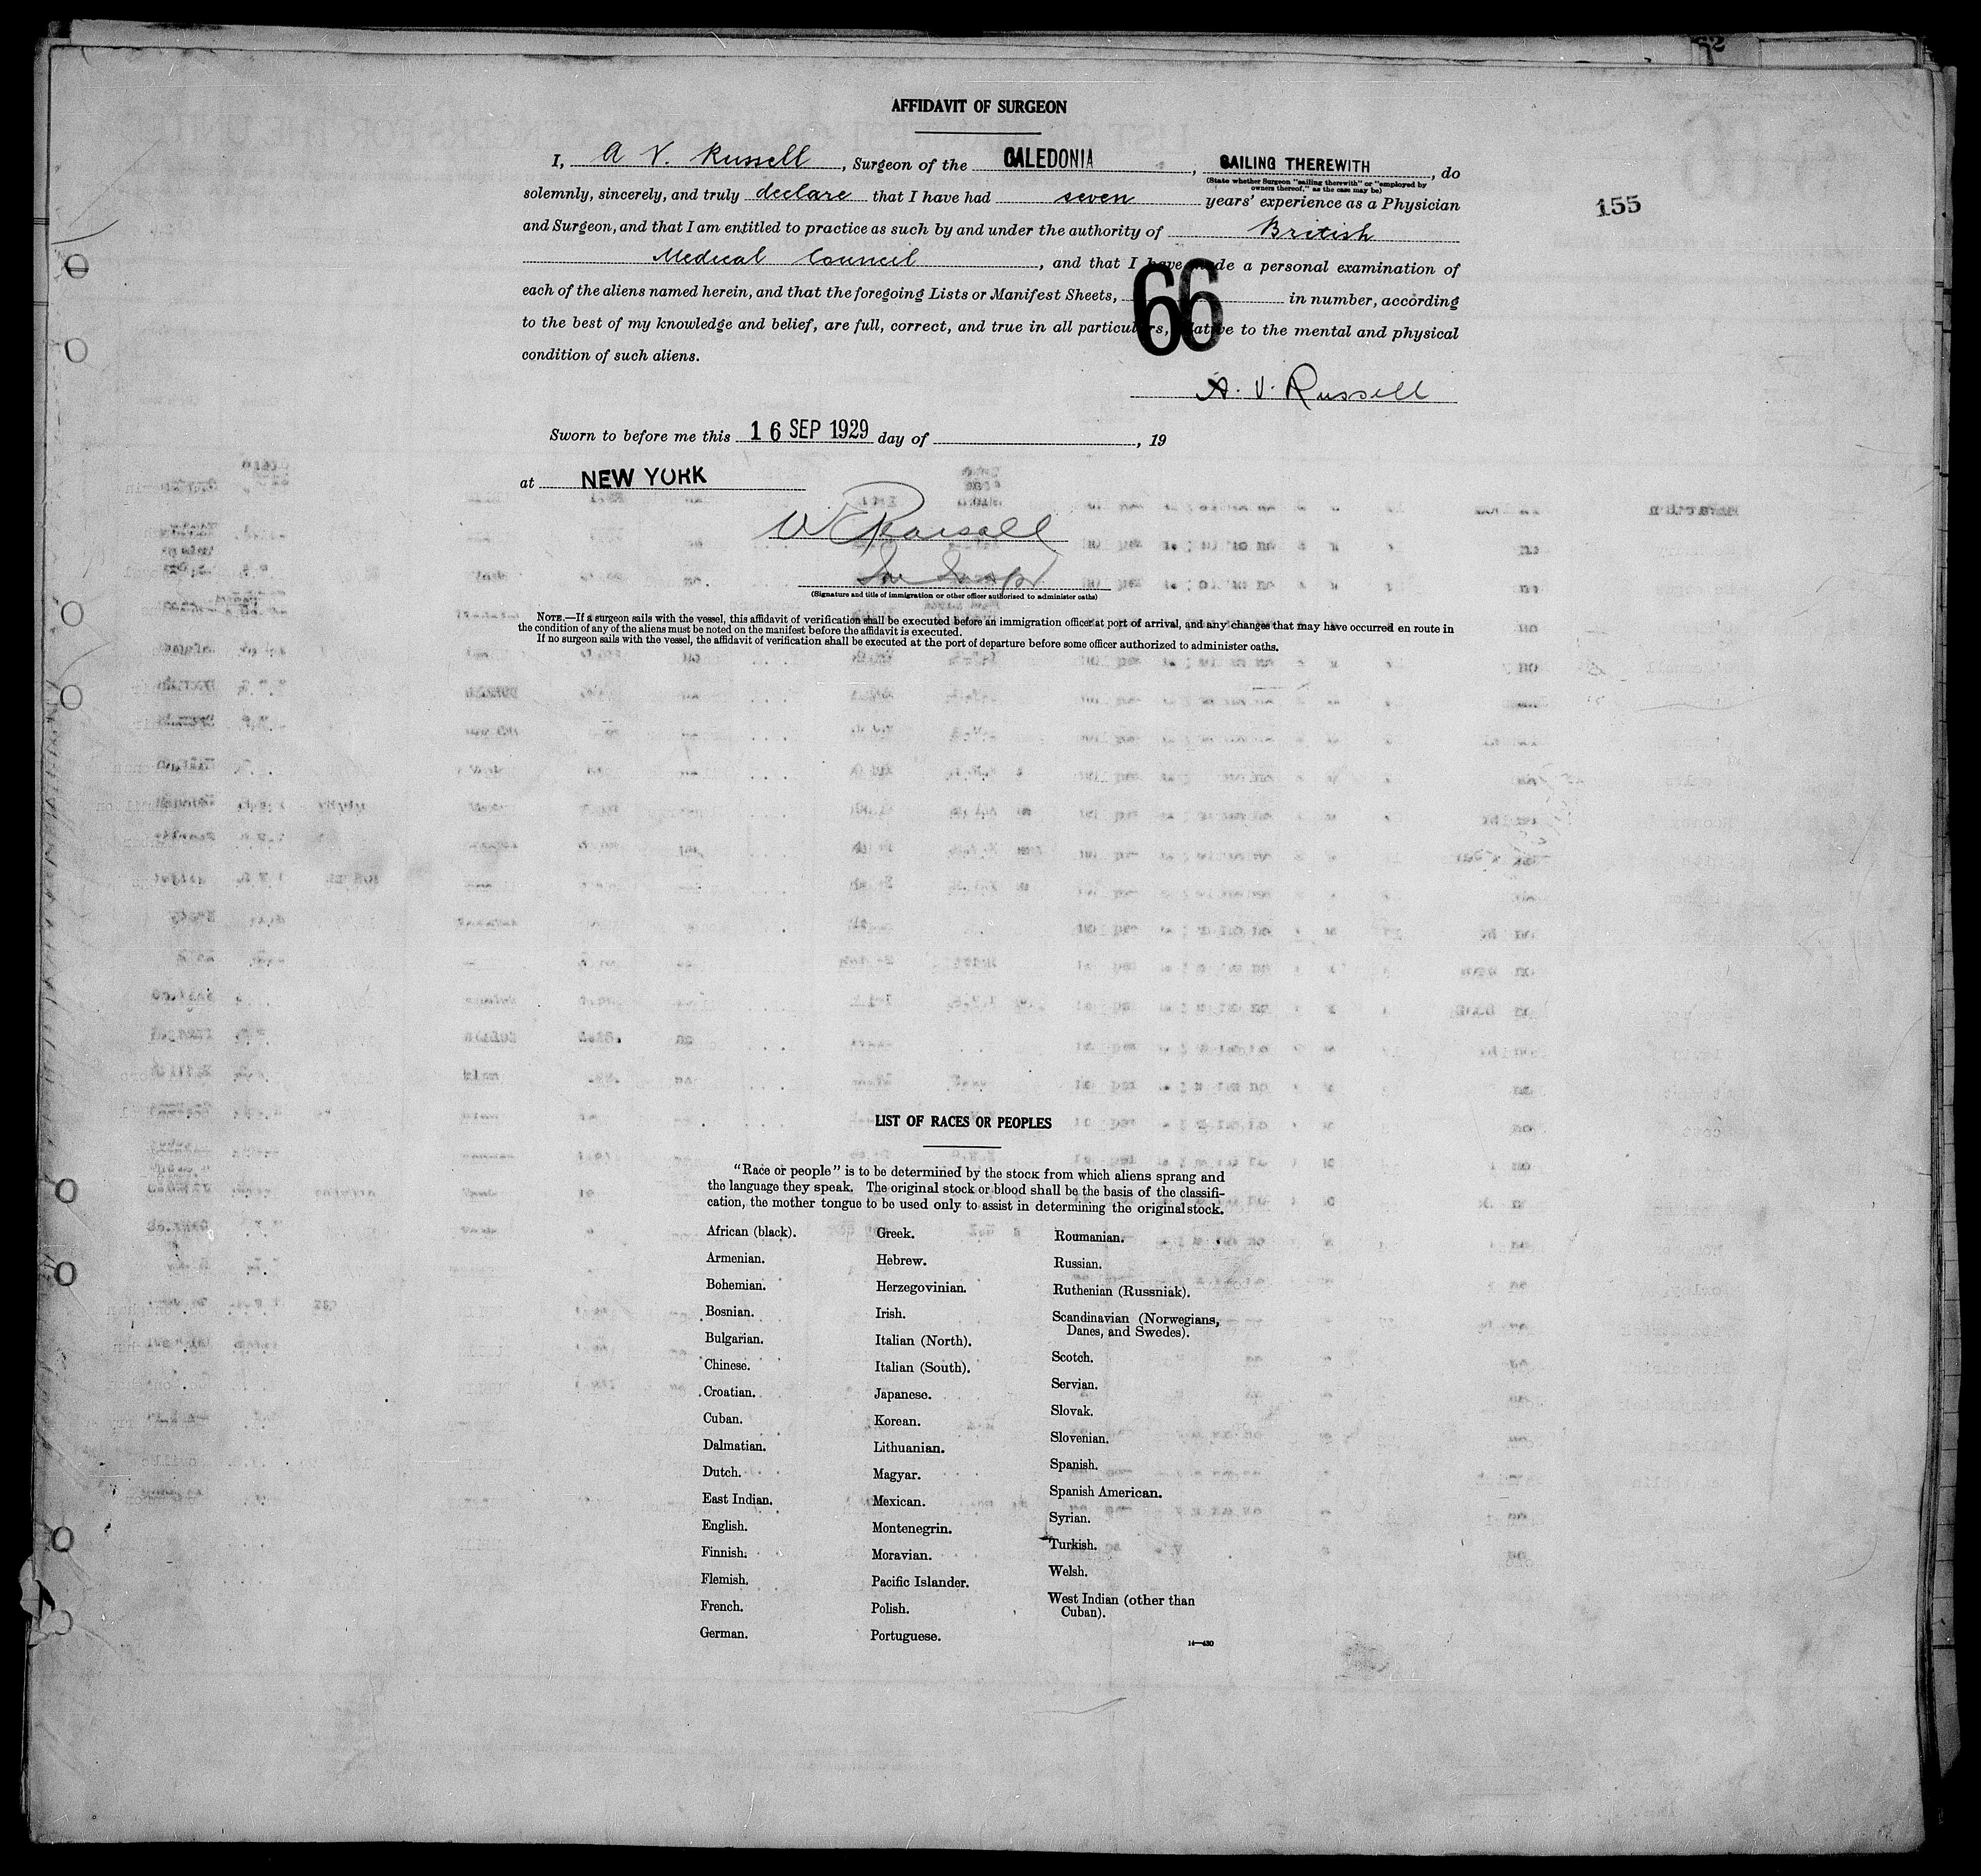 62
AFFIDAVIT OF SURGEON
I, A V. Russell, Surgeon of the CALEDONIA, SAILING THEREWITH, do
(State whether Surgeon "sailing therewith" or "employed by
owners thereof," as the case may be)
solemnly, sincerely, and truly declare that I have had seven years' experience as a Physician
155
and Surgeon, and that I am entitled to practice as such by and under the authority of British
Medical Council, and that I have made a personal examination of
each of the aliens named herein, and that the foregoing Lists or Manifest Sheets, 66 in number, according
to the best of my knowledge and belief, are full, correct, and true in all particulars, relative to the mental and physical
condition of such aliens.
A. V. Russell
Sworn to before me this 16 SEP 1929 day of , 19
at NEW YORK
(Signature and title of immigration or other officer authorized to administer oaths)
NOTE.—If a surgeon sails with the vessel, this affidavit of verification shall be executed before an immigration officer at port of arrival, and any changes that may have occurred en route in
the condition of any of the aliens must be noted on the manifest before the affidavit is executed.
If no surgeon sails with the vessel, the affidavit of verification shall be executed at the port of departure before some officer authorized to administer oaths.
LIST OF RACES OR PEOPLES
"Race or people" is to be determined by the stock from which aliens sprang and
the language they speak. The original stock or blood shall be the basis of the classifi-
cation, the mother tongue to be used only to assist in determining the original stock.
African (black).
Armenian.
Bohemian.
Bosnian.
Bulgarian.
Chinese.
Croatian.
Cuban.
Dalmatian.
Dutch.
East Indian.
English.
Finnish.
Flemish.
French.
German.
Greek.
Hebrew.
Herzegovinian.
Irish.
Italian (North).
Italian (South).
Japanese.
Korean.
Lithuanian.
Magyar.
Mexican.
Montenegrin.
Moravian.
Pacific Islander.
Polish.
Portuguese.
Roumanian.
Russian.
Ruthenian (Russniak).
Scandinavian (Norwegians,
Danes, and Swedes).
Scotch.
Servian.
Slovak.
Slovenian.
Spanish.
Spanish American.
Syrian.
Turkish.
Welsh.
West Indian (other than
Cuban).
14—430